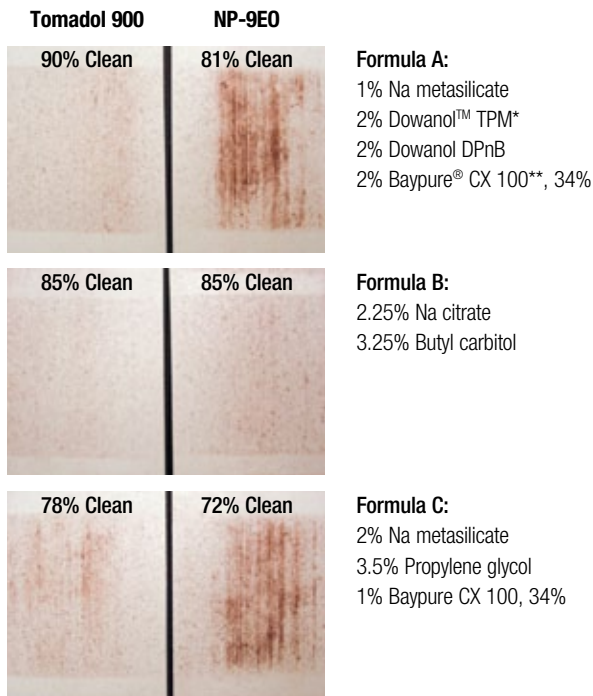 Tomadol 900 NP-9EO
90% Clean 81% Clean
Formula A:
1% Na metasilicate
2% Dowanol™ TPM*
2% Dowanol DPnB
2% Baypure® CX 100**, 34%
85% Clean 85% Clean
Formula B:
2.25% Na citrate
3.25% Butyl carbitol
78% Clean 72% Clean
Formula C:
2% Na metasilicate
3.5% Propylene glycol
1% Baypure CX 100, 34%